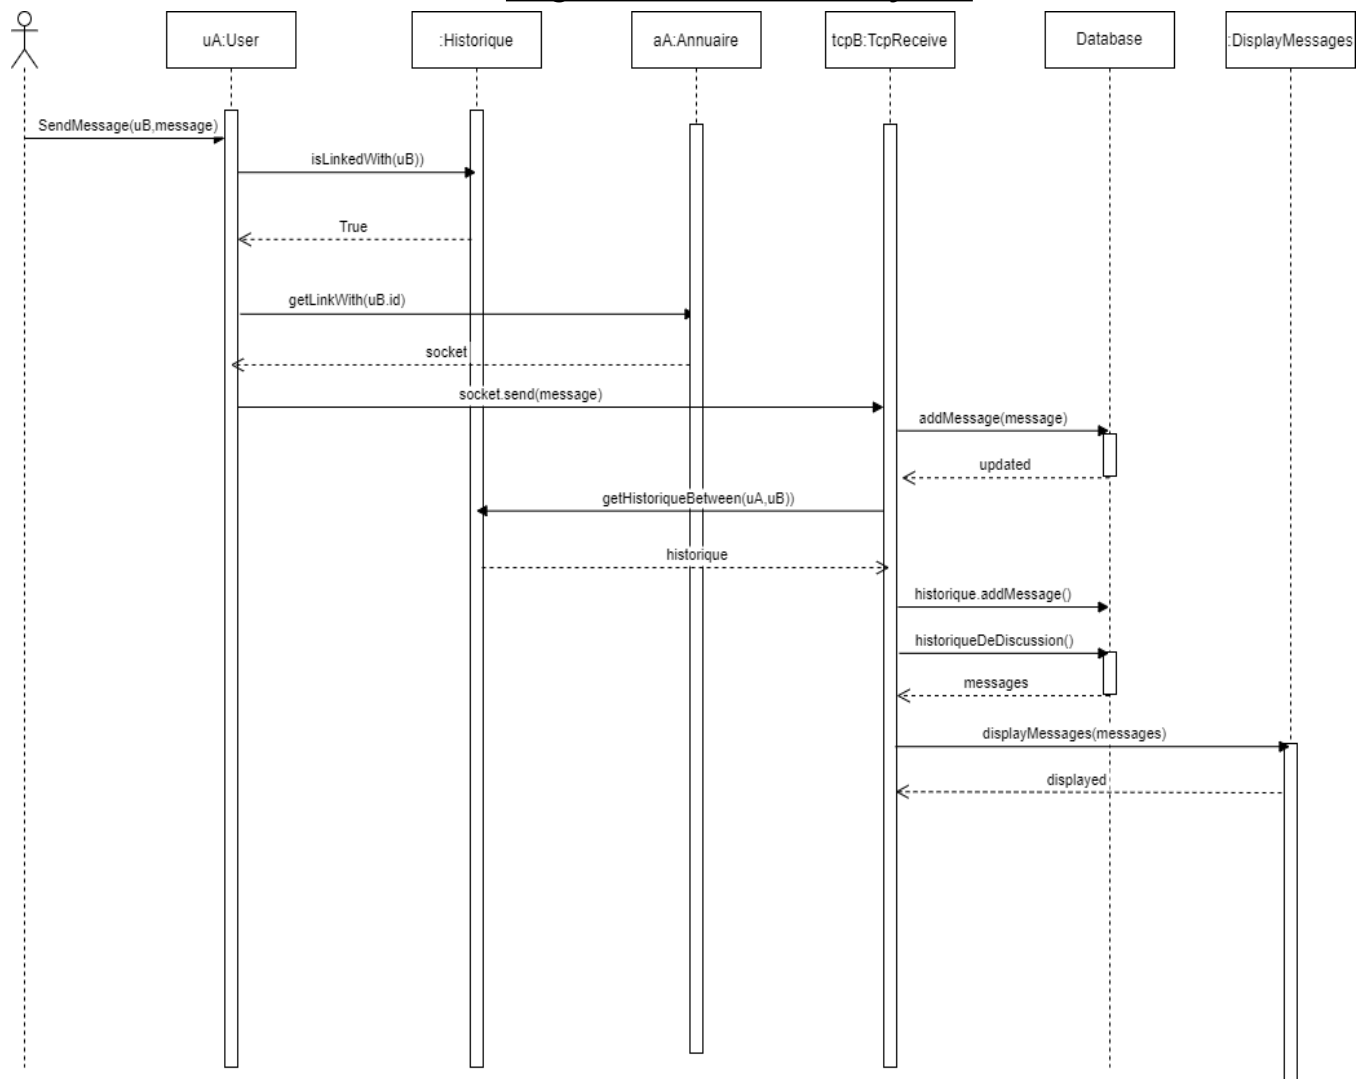 uA:User
:Historique
aA:Annuaire
tcpB:TcpReceive
Database
:DisplayMessages
SendMessage(uB,message)
isLinkedWith(uB))
True
getLinkWith(uB.id)
socket
socket.send(message)
addMessage(message)
updated
getHistoriqueBetween(uA,uB))
historique
historique.addMessage()
historiqueDeDiscussion()
messages
displayMessages(messages)
displayed